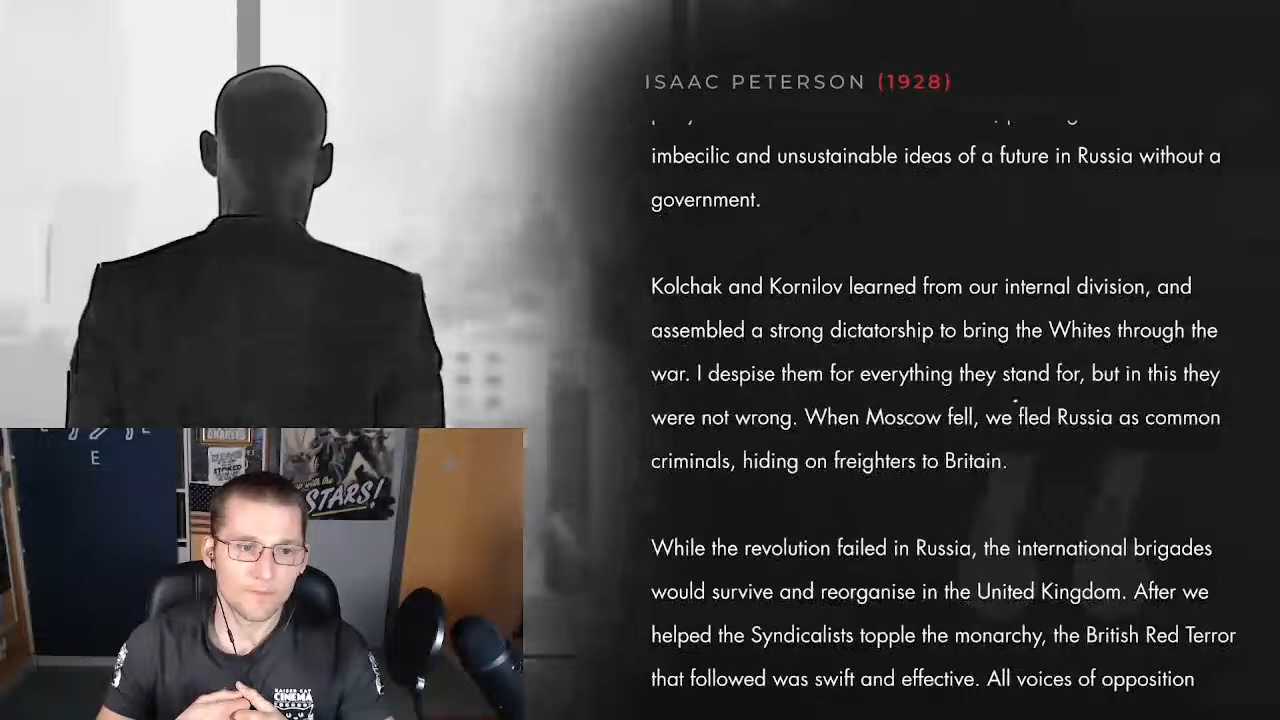 ISAAC PETERSON (1928)
imbecilic and unsustainable ideas of a future in Russia without a
government.
Kolchak and Kornilov learned from our internal division, and
assembled a strong dictatorship to bring the Whites through the
war. I despise them for everything they stand for, but in this they
were not wrong. When Moscow fell, we fled Russia as common
criminals, hiding on freighters to Britain.
While the revolution failed in Russia, the international brigades
would survive and reorganise in the United Kingdom. After we
helped the Syndicalists topple the monarchy, the British Red Terror
that followed was swift and effective. All voices of opposition
E
up with the
STARS!
CINEMA